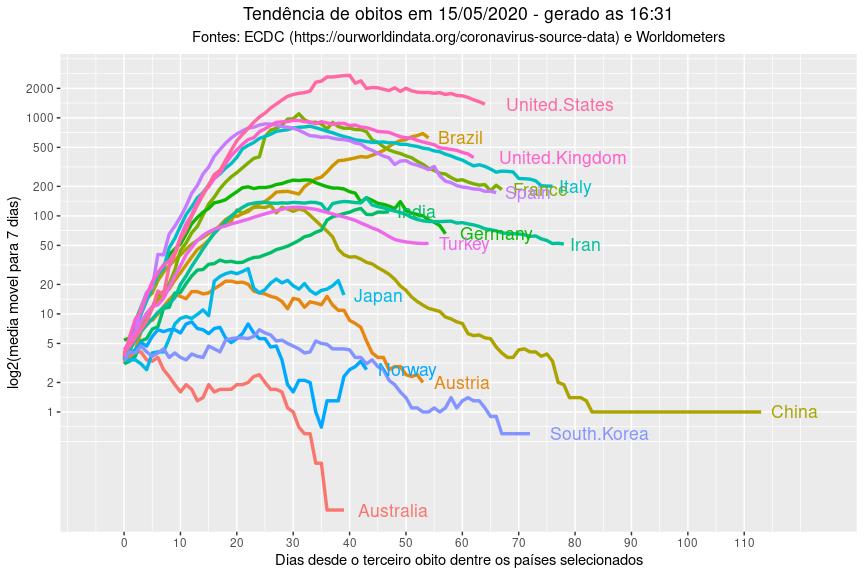 Tendência de obitos em 15/05/2020 - gerado as 16:31
Fontes: ECDC (https://ourworldindata.org/coronavirus-source-data) e Worldometers
log2(media movel para 7 dias)
2000
1000
500
200
100
50
20
10
5
2
1
United.States
Brazil
United.Kingdom
Italy
France
Spain
India
Germany
Turkey
Iran
Japan
Norway
Austria
China
South.Korea
Australia
0 10 20 30 40 50 60 70 80 90 100 110
Dias desde o terceiro obito dentre os países selecionados